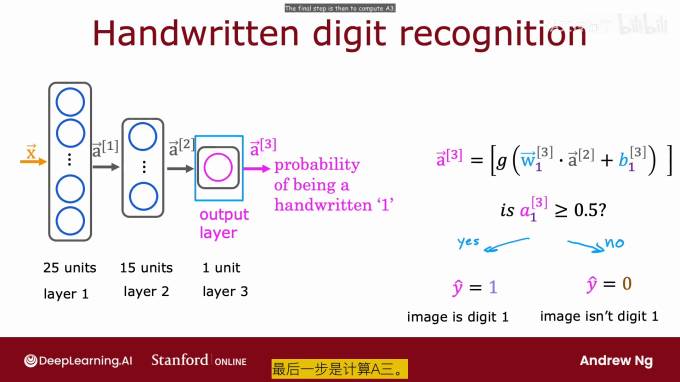 The final step is then to compute A3.
Handwritten digit recognition
bilibili
x⃗
a⃗[1]
a⃗[2]
a⃗[3]
probability
of being a
handwritten ‘1’
output
layer
25 units
15 units
1 unit
layer 1
layer 2
layer 3
a⃗[3] = [g (w⃗1[3] · a⃗[2] + b1[3]) ]
is a1[3] ≥ 0.5?
yes
no
ŷ = 1
ŷ = 0
image is digit 1
image isn’t digit 1
DeepLearning.AI
Stanford ONLINE
最后一步是计算A三。
Andrew Ng